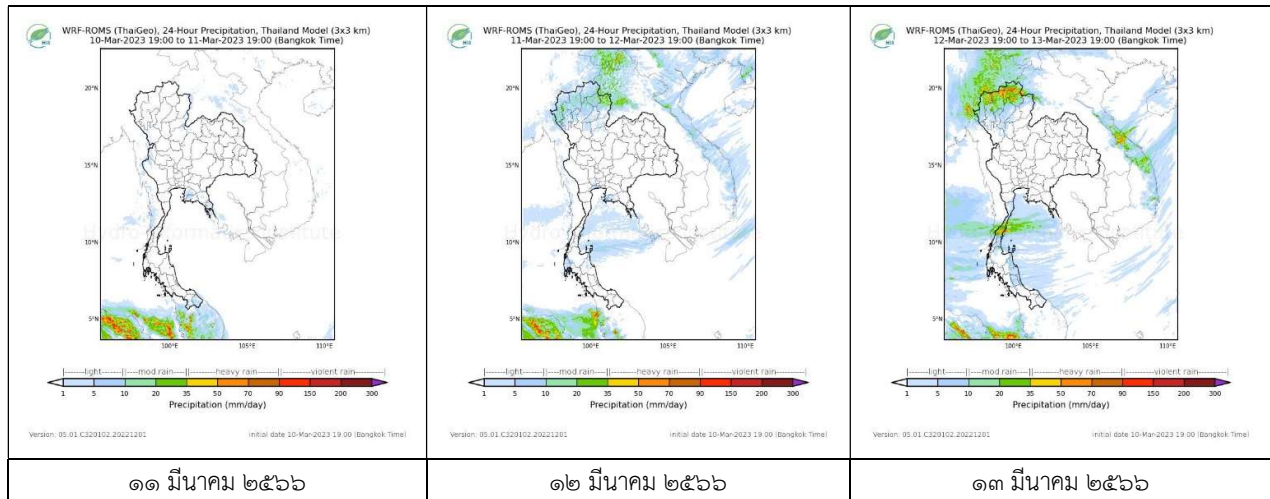 WRF-ROMS (ThaiGeo), 24-Hour Precipitation, Thailand Model (3x3 km)
10-Mar-2023 19:00 to 11-Mar-2023 19:00 (Bangkok Time)
20°N
15°N
10°N
5°N
100°E
105°E
110°E
|--------light--------||----mod rain----||---------heavy rain---------||---------violent rain---------|
1 5 10 20 35 50 70 90 150 200 300
Precipitation (mm/day)
Version: 05.01.C320102.20221201
initial date 10-Mar-2023 19:00 (Bangkok Time)
๑๑ มีนาคม ๒๕๖๖
WRF-ROMS (ThaiGeo), 24-Hour Precipitation, Thailand Model (3x3 km)
11-Mar-2023 19:00 to 12-Mar-2023 19:00 (Bangkok Time)
20°N
15°N
10°N
5°N
100°E
105°E
110°E
|--------light--------||----mod rain----||---------heavy rain---------||---------violent rain---------|
1 5 10 20 35 50 70 90 150 200 300
Precipitation (mm/day)
Version: 05.01.C320102.20221201
initial date 10-Mar-2023 19:00 (Bangkok Time)
๑๒ มีนาคม ๒๕๖๖
WRF-ROMS (ThaiGeo), 24-Hour Precipitation, Thailand Model (3x3 km)
12-Mar-2023 19:00 to 13-Mar-2023 19:00 (Bangkok Time)
20°N
15°N
10°N
5°N
100°E
105°E
110°E
|--------light--------||----mod rain----||---------heavy rain---------||---------violent rain---------|
1 5 10 20 35 50 70 90 150 200 300
Precipitation (mm/day)
Version: 05.01.C320102.20221201
initial date 10-Mar-2023 19:00 (Bangkok Time)
๑๓ มีนาคม ๒๕๖๖